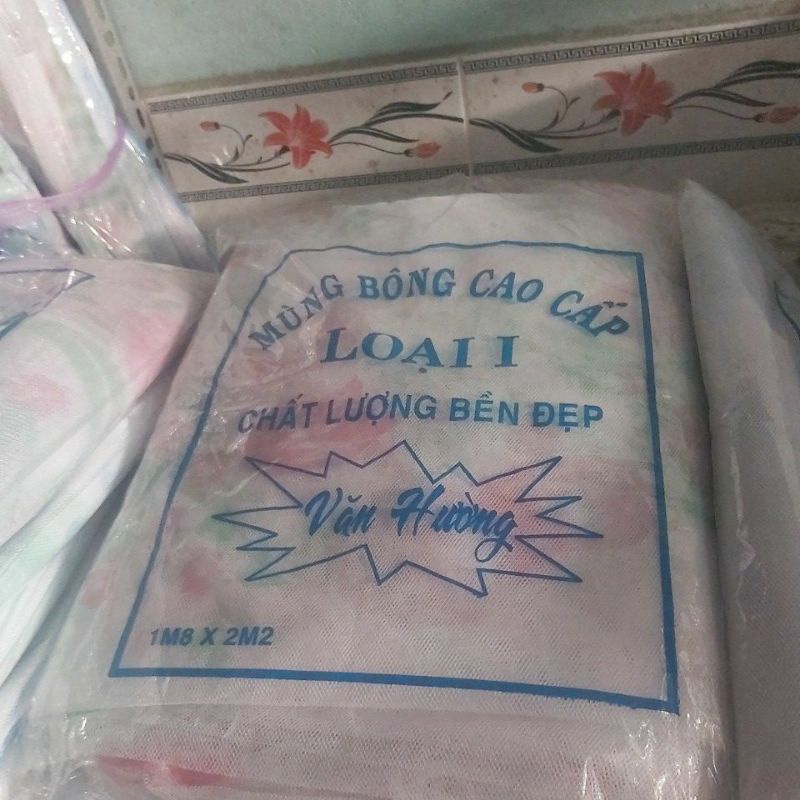 MÙNG BÔNG CAO CẤP
LOẠI I
CHẤT LƯỢNG BỀN ĐẸP
Văn Hường
1M8 X 2M2